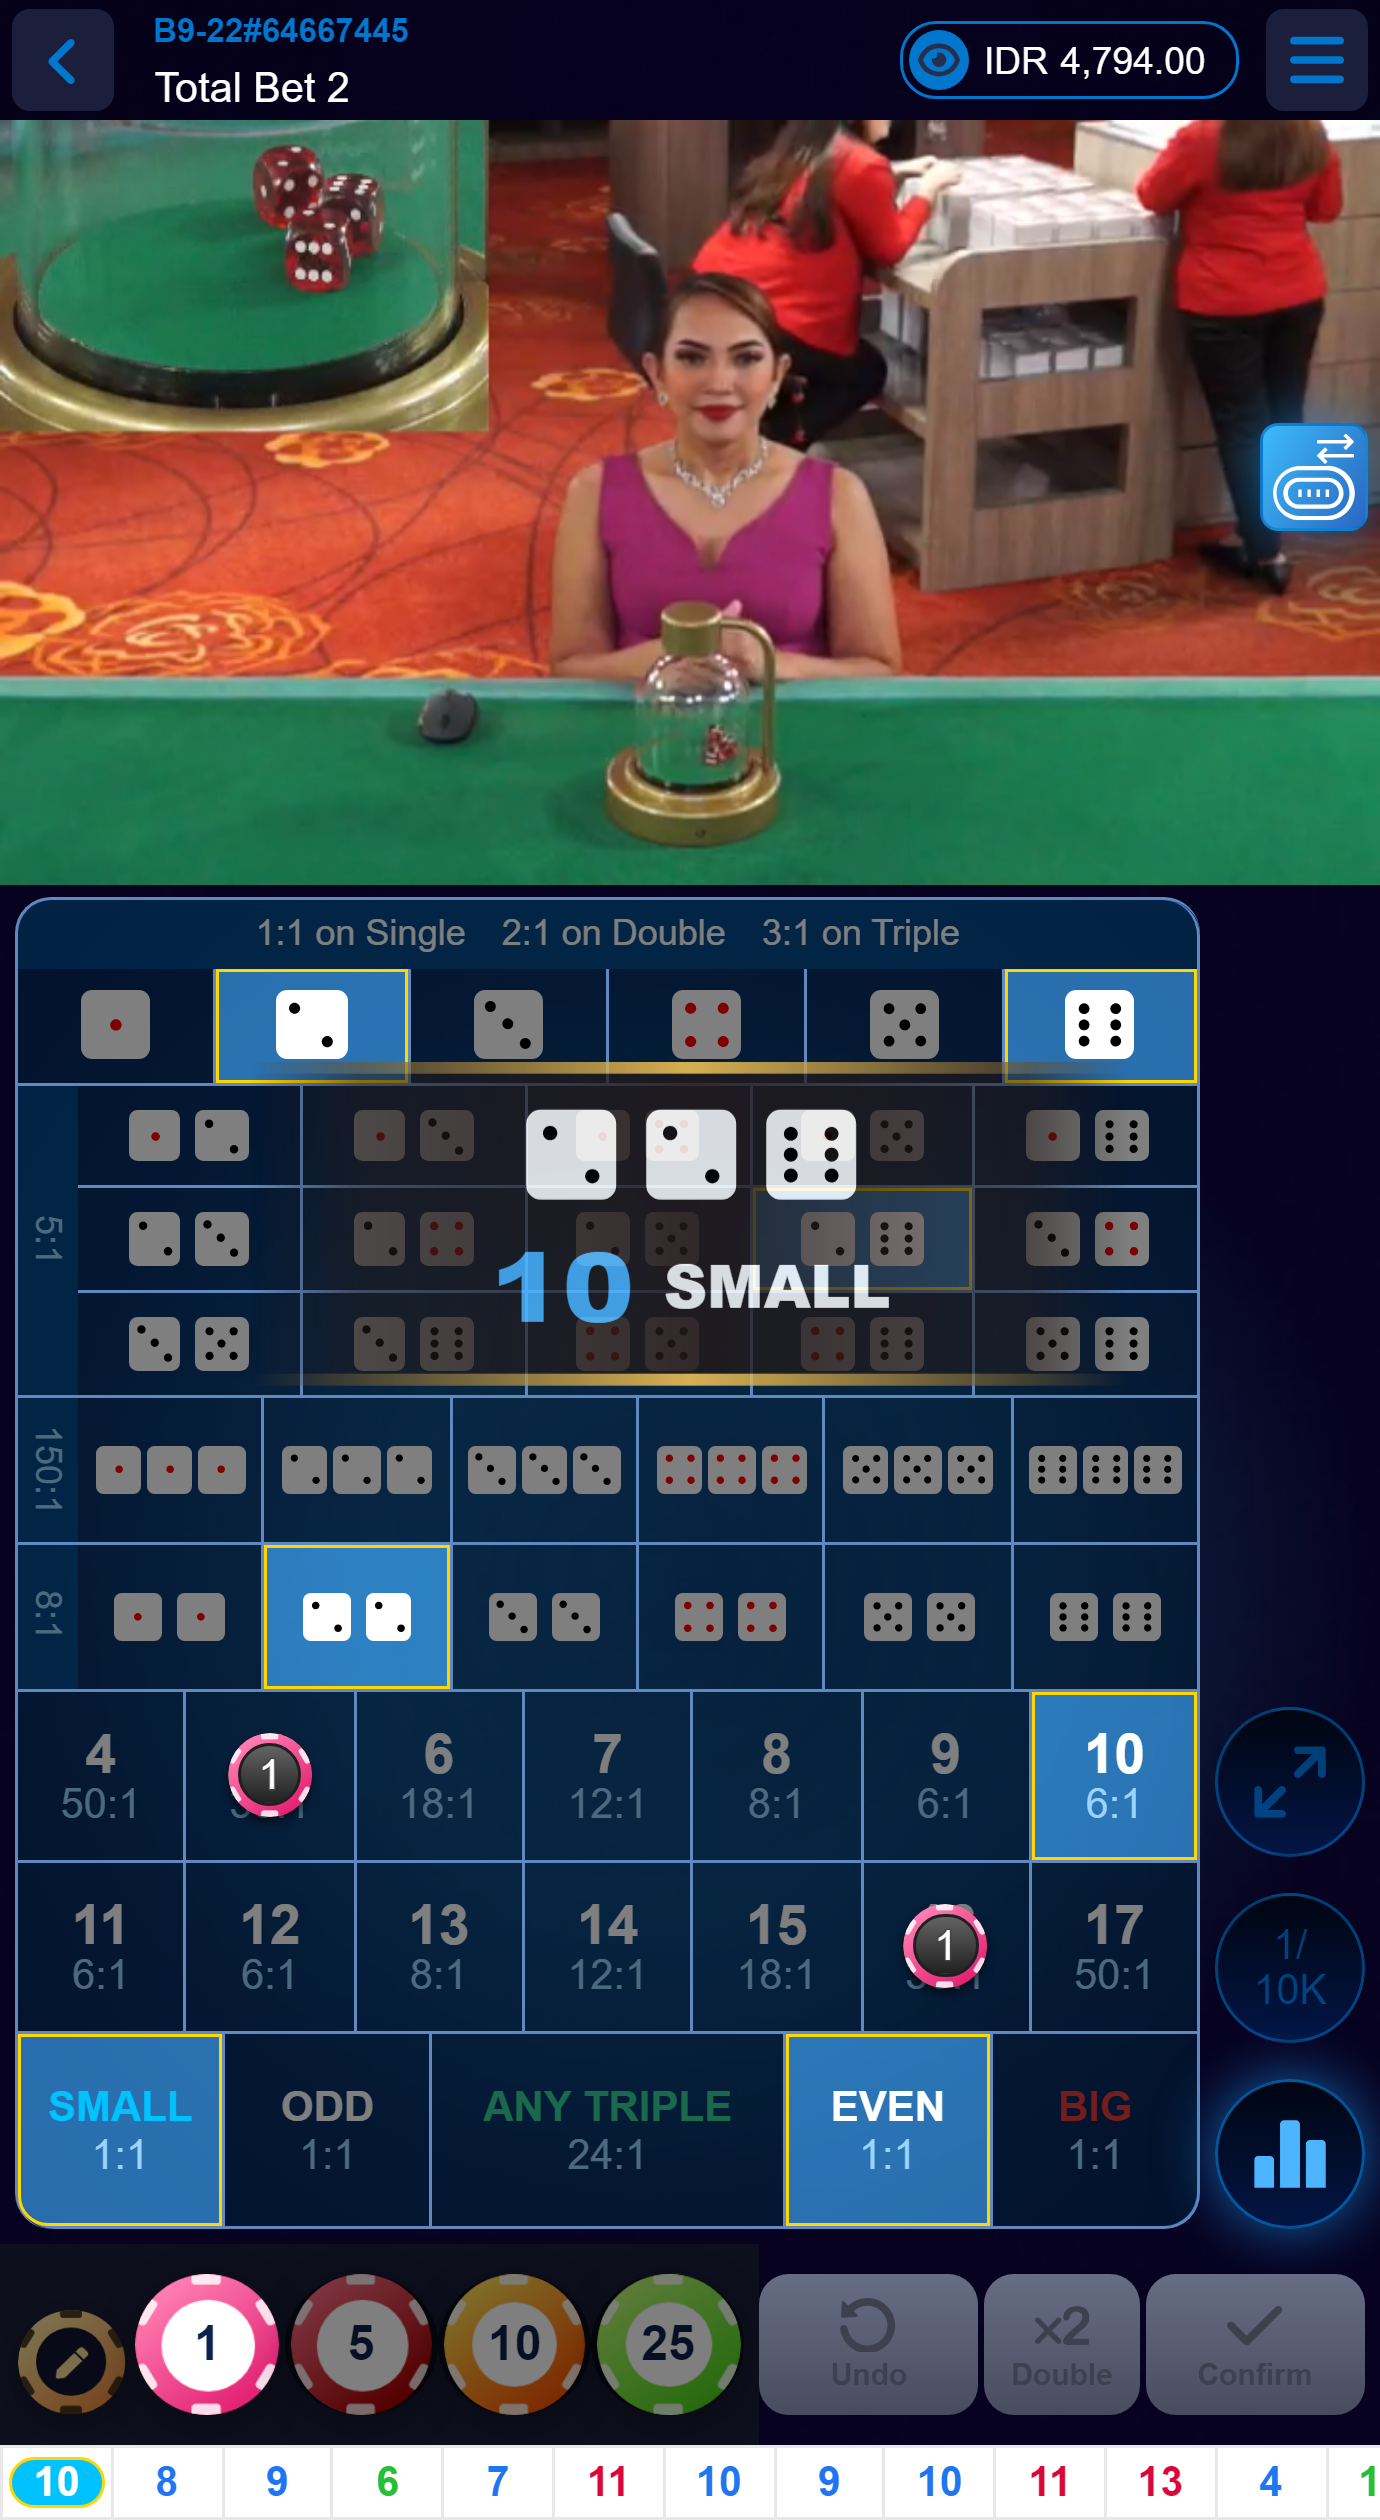 B9-22#64667445
Total Bet 2
IDR 4,794.00
1:1 on Single 2:1 on Double 3:1 on Triple
5:1
10 SMALL
150:1
8:1
4 1 6 7 8 9 10
50:1 18:1 12:1 8:1 6:1 6:1
11 12 13 14 15 1 17
6:1 6:1 8:1 12:1 18:1 50:1
1/
10K
SMALL ODD ANY TRIPLE EVEN BIG
1:1 1:1 24:1 1:1 1:1
1 5 10 25
x2
Undo Double Confirm
10 8 9 6 7 11 10 9 10 11 13 4